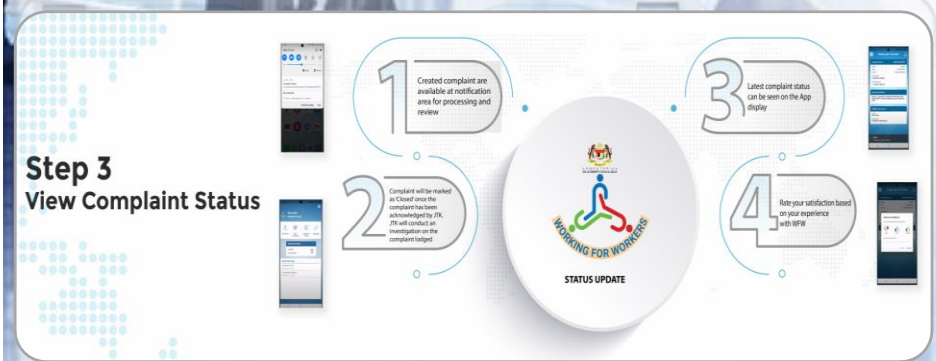 Step 3
View Complaint Status
1
Created complaint are
available at notification
area for processing and
review
2
Complaint will be marked
as 'Closed' once the
complaint has been
acknowledged by JTK.
JTK will conduct an
investigation on the
complaint lodged
WORKING FOR WORKERS
STATUS UPDATE
3
Latest complaint status
can be seen on the App
display
4
Rate your satisfaction based
on your experience
with WFW